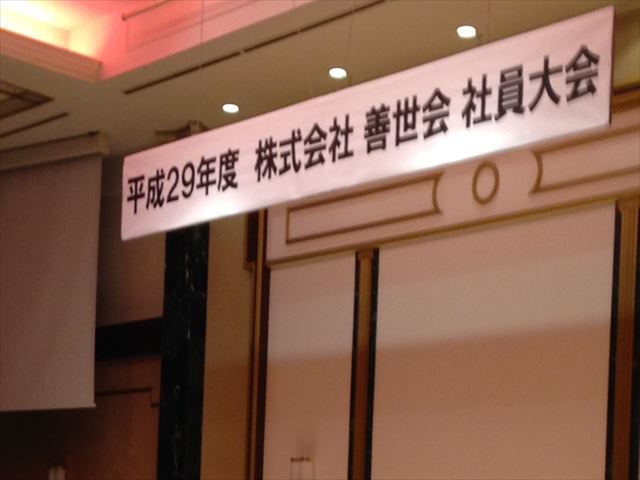 平成29年度 株式会社 善世会 社員大会